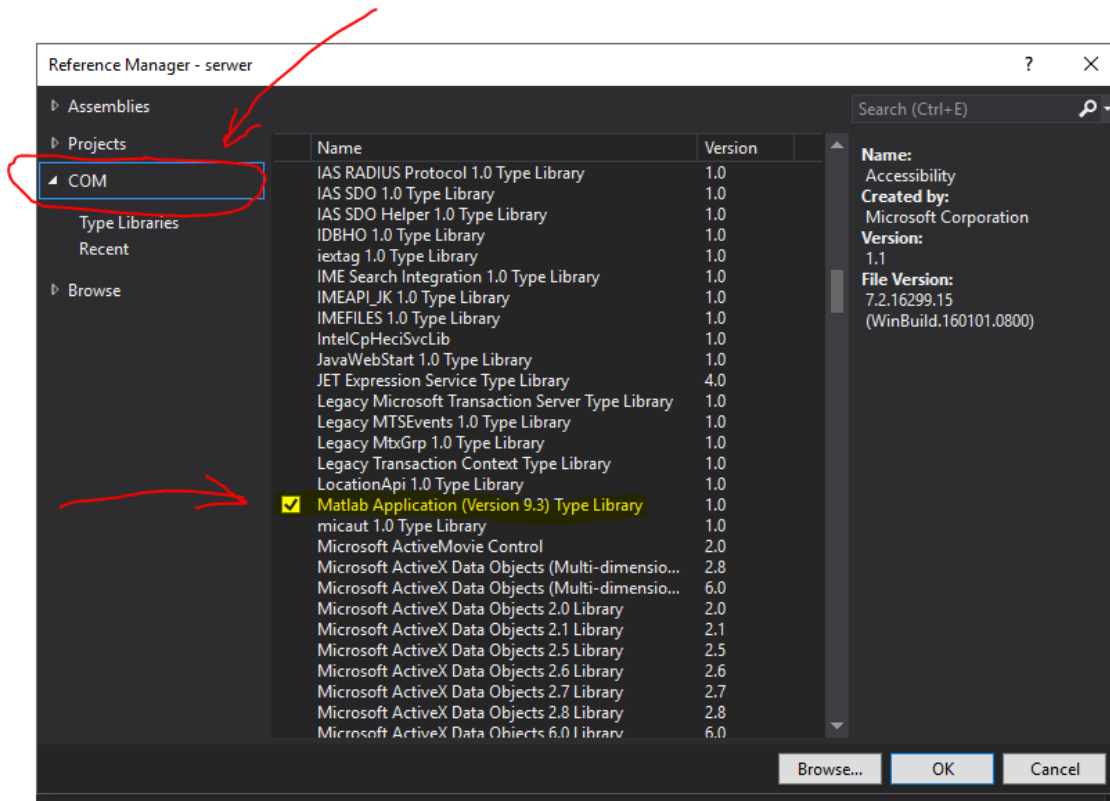 Reference Manager - serwer ?
Assemblies
Projects
COM
Type Libraries
Recent
Browse
Name Version
IAS RADIUS Protocol 1.0 Type Library 1.0
IAS SDO 1.0 Type Library 1.0
IAS SDO Helper 1.0 Type Library 1.0
IDBHO 1.0 Type Library 1.0
iextag 1.0 Type Library 1.0
IME Search Integration 1.0 Type Library 1.0
IMEAPI_JK 1.0 Type Library 1.0
IMEFILES 1.0 Type Library 1.0
IntelCpHeciSvcLib 1.0
JavaWebStart 1.0 Type Library 1.0
JET Expression Service Type Library 4.0
Legacy Microsoft Transaction Server Type Library 1.0
Legacy MTSEvents 1.0 Type Library 1.0
Legacy MtxGrp 1.0 Type Library 1.0
Legacy Transaction Context Type Library 1.0
LocationApi 1.0 Type Library 1.0
Matlab Application (Version 9.3) Type Library 1.0
micaut 1.0 Type Library 1.0
Microsoft ActiveMovie Control 2.0
Microsoft ActiveX Data Objects (Multi-dimensio... 2.8
Microsoft ActiveX Data Objects (Multi-dimensio... 6.0
Microsoft ActiveX Data Objects 2.0 Library 2.0
Microsoft ActiveX Data Objects 2.1 Library 2.1
Microsoft ActiveX Data Objects 2.5 Library 2.5
Microsoft ActiveX Data Objects 2.6 Library 2.6
Microsoft ActiveX Data Objects 2.7 Library 2.7
Microsoft ActiveX Data Objects 2.8 Library 2.8
Microsoft ActiveX Data Objects 6.0 Library 6.0
Search (Ctrl+E)
Name:
Accessibility
Created by:
Microsoft Corporation
Version:
1.1
File Version:
7.2.16299.15
(WinBuild.160101.0800)
Browse... OK Cancel